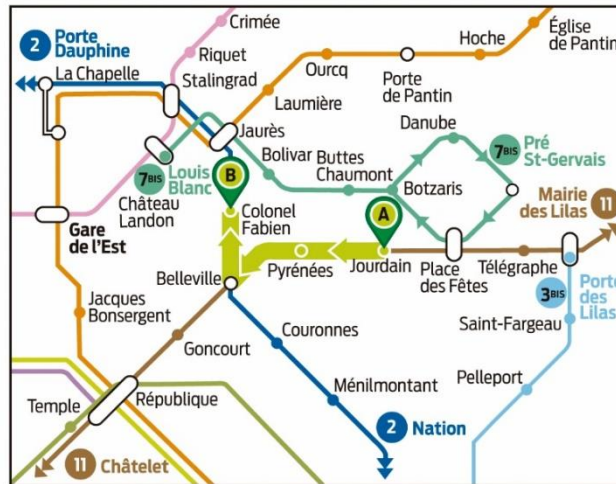 Crimée
Riquet
2 Porte
Dauphine
La Chapelle
Stalingrad
Église
de Pantin
Hoche
Ourcq
Porte
de Pantin
Laumière
Jaurès
Danube
7BIS Pré
St-Gervais
7BIS Louis
Blanc
Bolivar
Buttes
Chaumont
Botzaris
Château
Landon
B
A
Mairie
des Lilas 11
Gare
de l'Est
Colonel
Fabien
Pyrénées
Jourdain
Place
des Fêtes
Télégraphe
3BIS Porte
des
Lilas
Belleville
Jacques
Bonsergent
Couronnes
Saint-Fargeau
Goncourt
Ménilmontant
Pelleport
Temple
République
2 Nation
11 Châtelet